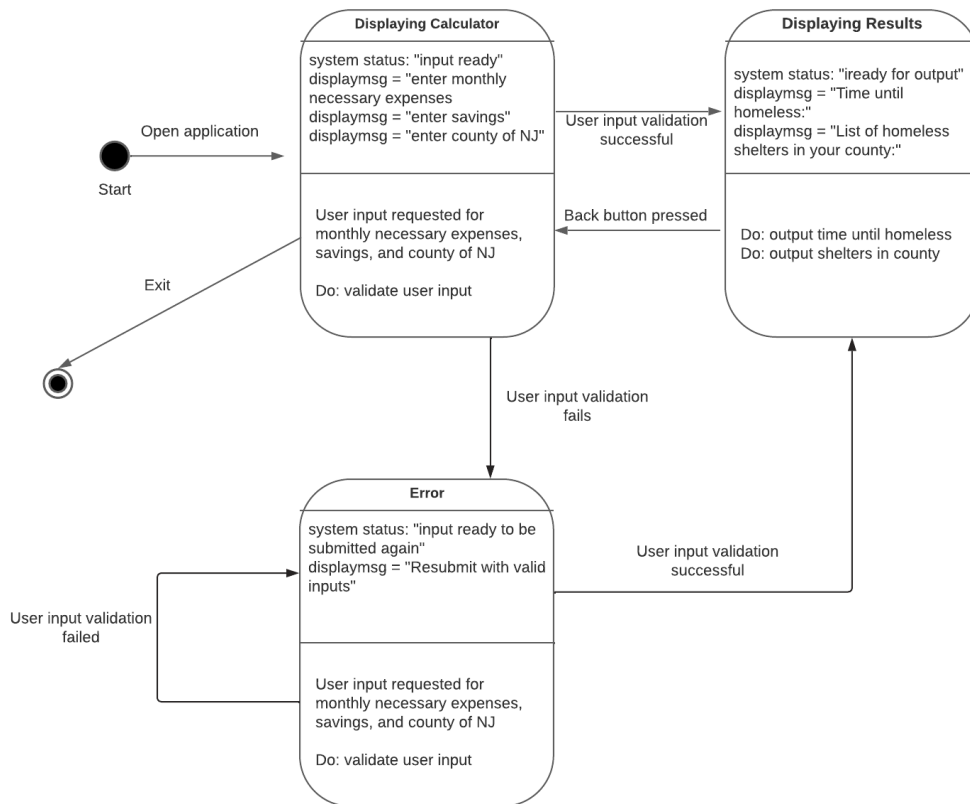 Displaying Calculator
system status: "input ready"
displaymsg = "enter monthly
necessary expenses
displaymsg = "enter savings"
displaymsg = "enter county of NJ"
User input requested for
monthly necessary expenses,
savings, and county of NJ
Do: validate user input
Displaying Results
system status: "iready for output"
displaymsg = "Time until
homeless:"
displaymsg = "List of homeless
shelters in your county:"
Do: output time until homeless
Do: output shelters in county
Open application
Start
User input validation
successful
Back button pressed
Exit
User input validation
fails
Error
system status: "input ready to be
submitted again"
displaymsg = "Resubmit with valid
inputs"
User input requested for
monthly necessary expenses,
savings, and county of NJ
Do: validate user input
User input validation
successful
User input validation
failed